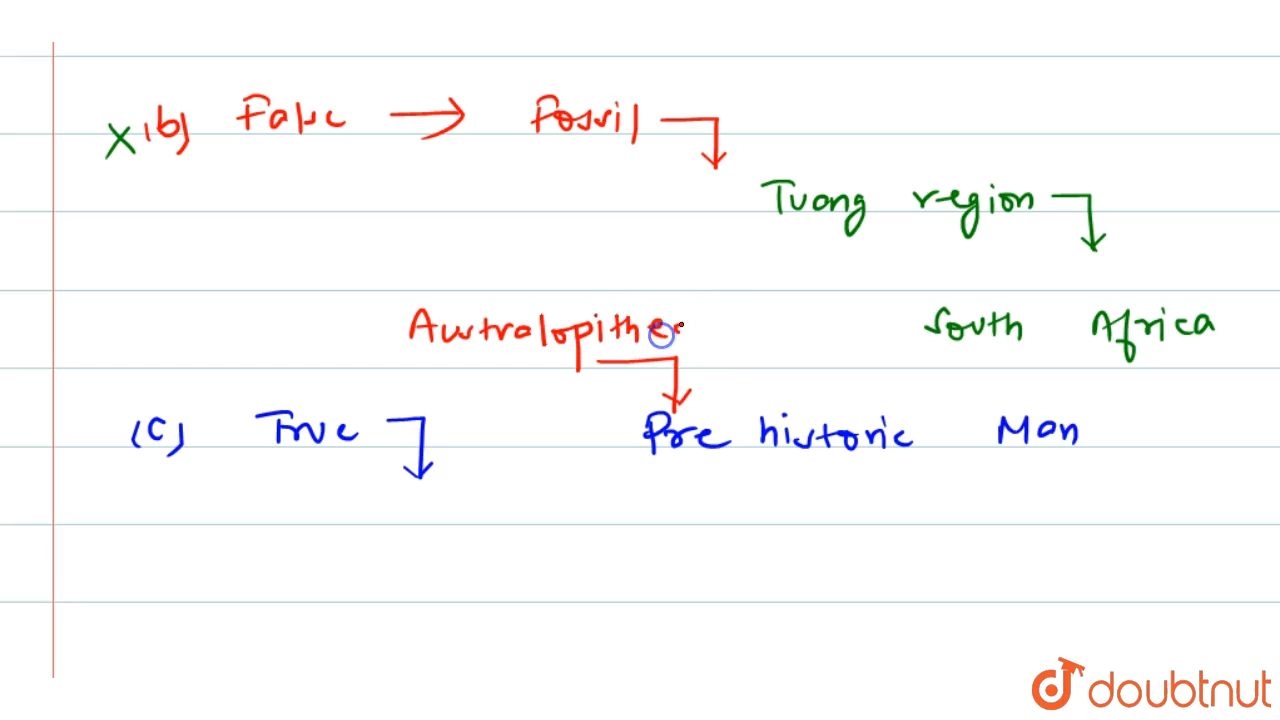 X (b) False → Fossil
Tuong region
Australopithe
South Africa
(c) True
Pre historic Man
doubtnut